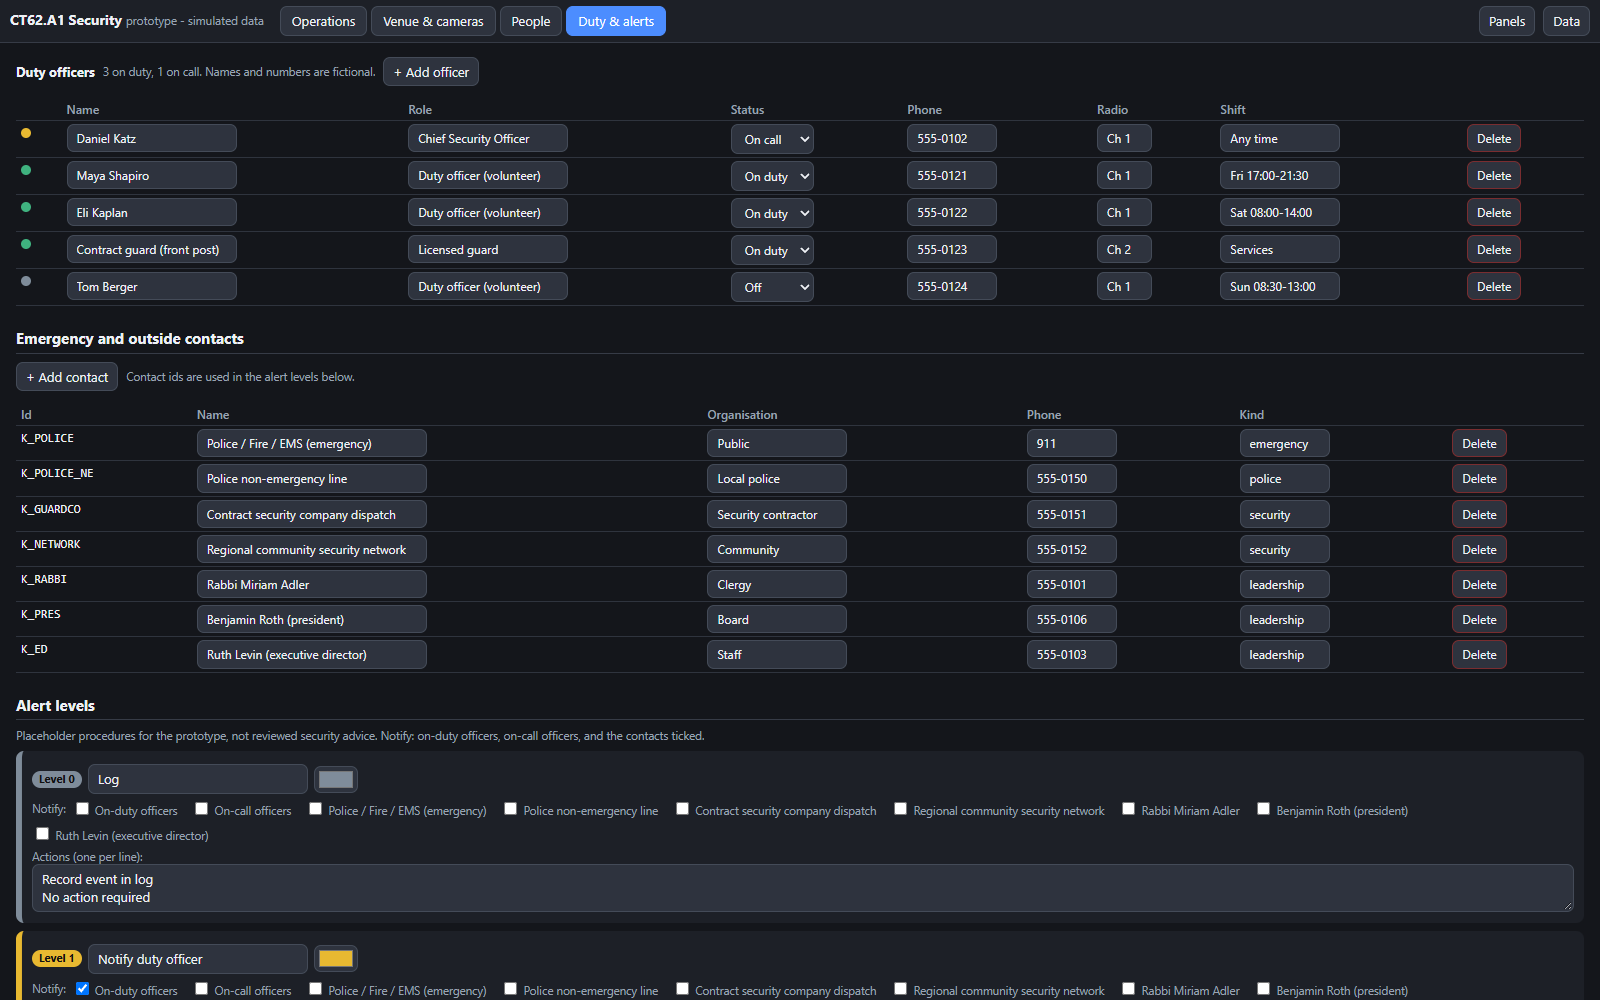 CT62.A1 Security prototype - simulated data Operations Venue & cameras People Duty & alerts Panels Data
Duty officers 3 on duty, 1 on call. Names and numbers are fictional. + Add officer
Name Role Status Phone Radio Shift
Daniel Katz Chief Security Officer On call 555-0102 Ch 1 Any time Delete
Maya Shapiro Duty officer (volunteer) On duty 555-0121 Ch 1 Fri 17:00-21:30 Delete
Eli Kaplan Duty officer (volunteer) On duty 555-0122 Ch 1 Sat 08:00-14:00 Delete
Contract guard (front post) Licensed guard On duty 555-0123 Ch 2 Services Delete
Tom Berger Duty officer (volunteer) Off 555-0124 Ch 1 Sun 08:30-13:00 Delete
Emergency and outside contacts
+ Add contact Contact ids are used in the alert levels below.
Id Name Organisation Phone Kind
K_POLICE Police / Fire / EMS (emergency) Public 911 emergency Delete
K_POLICE_NE Police non-emergency line Local police 555-0150 police Delete
K_GUARDCO Contract security company dispatch Security contractor 555-0151 security Delete
K_NETWORK Regional community security network Community 555-0152 security Delete
K_RABBI Rabbi Miriam Adler Clergy 555-0101 leadership Delete
K_PRES Benjamin Roth (president) Board 555-0106 leadership Delete
K_ED Ruth Levin (executive director) Staff 555-0103 leadership Delete
Alert levels
Placeholder procedures for the prototype, not reviewed security advice. Notify: on-duty officers, on-call officers, and the contacts ticked.
Level 0 Log
Notify: On-duty officers On-call officers Police / Fire / EMS (emergency) Police non-emergency line Contract security company dispatch Regional community security network Rabbi Miriam Adler Benjamin Roth (president)
Ruth Levin (executive director)
Actions (one per line):
Record event in log
No action required
Level 1 Notify duty officer
Notify: On-duty officers On-call officers Police / Fire / EMS (emergency) Police non-emergency line Contract security company dispatch Regional community security network Rabbi Miriam Adler Benjamin Roth (president)